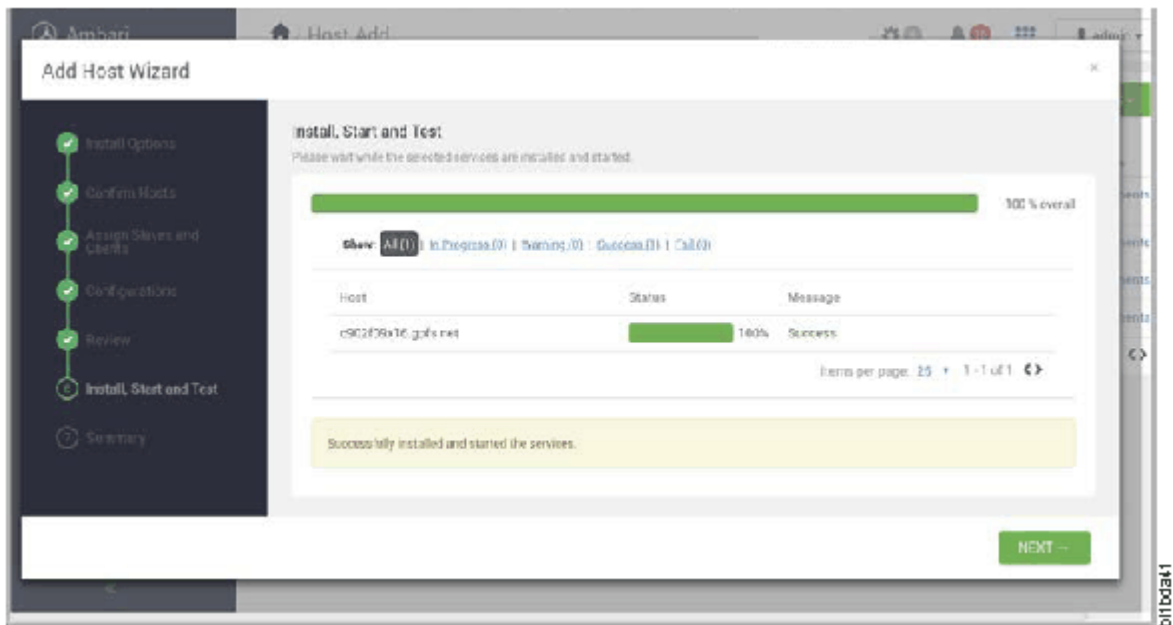 Ambari
Host Add
admin
Add Host Wizard
×
Install Options
Confirm Hosts
Assign Slaves and
Clients
Configurations
Review
6 Install, Start and Test
7 Summary
Install, Start and Test
Please wait while the selected services are installed and started.
100 % overall
Show: All (1) | In Progress (0) | Warning (0) | Success (1) | Fail (0)
Host Status Message
100% Success
Items per page: 25 1 - 1 of 1
Successfully installed and started the services.
NEXT →